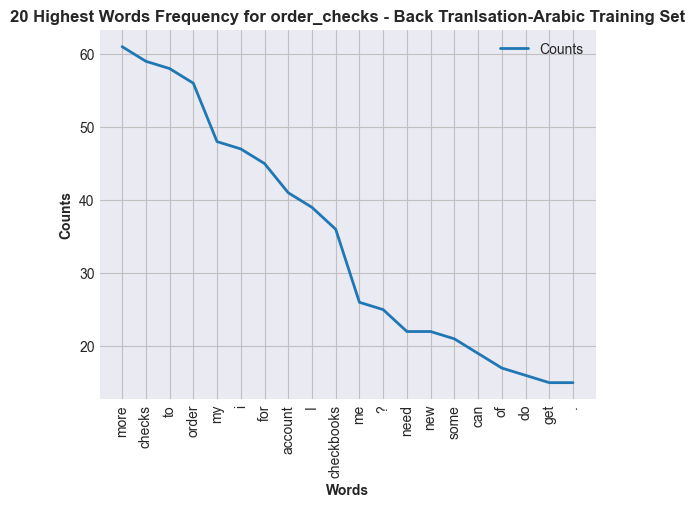 20 Highest Words Frequency for order_checks - Back Tranlsation-Arabic Training Set
Counts
60
50
40
30
20
Counts
more
checks
to
order
my
i
for
account
I
checkbooks
me
?
need
new
some
can
of
do
get
.
Words